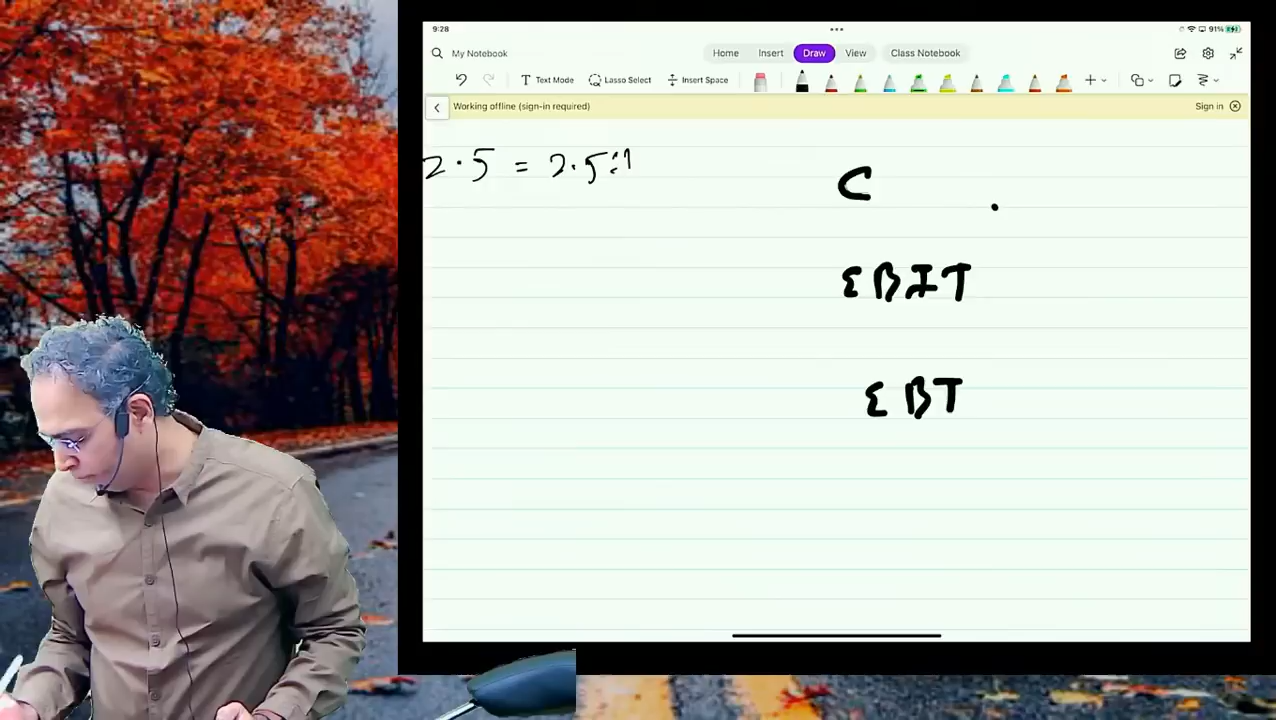 9:28
91%
My Notebook
Home Insert Draw View Class Notebook
Text Mode Lasso Select Insert Space
Working offline (sign-in required) Sign in
2.5 = 2.5:1
C
EBIT
EBT